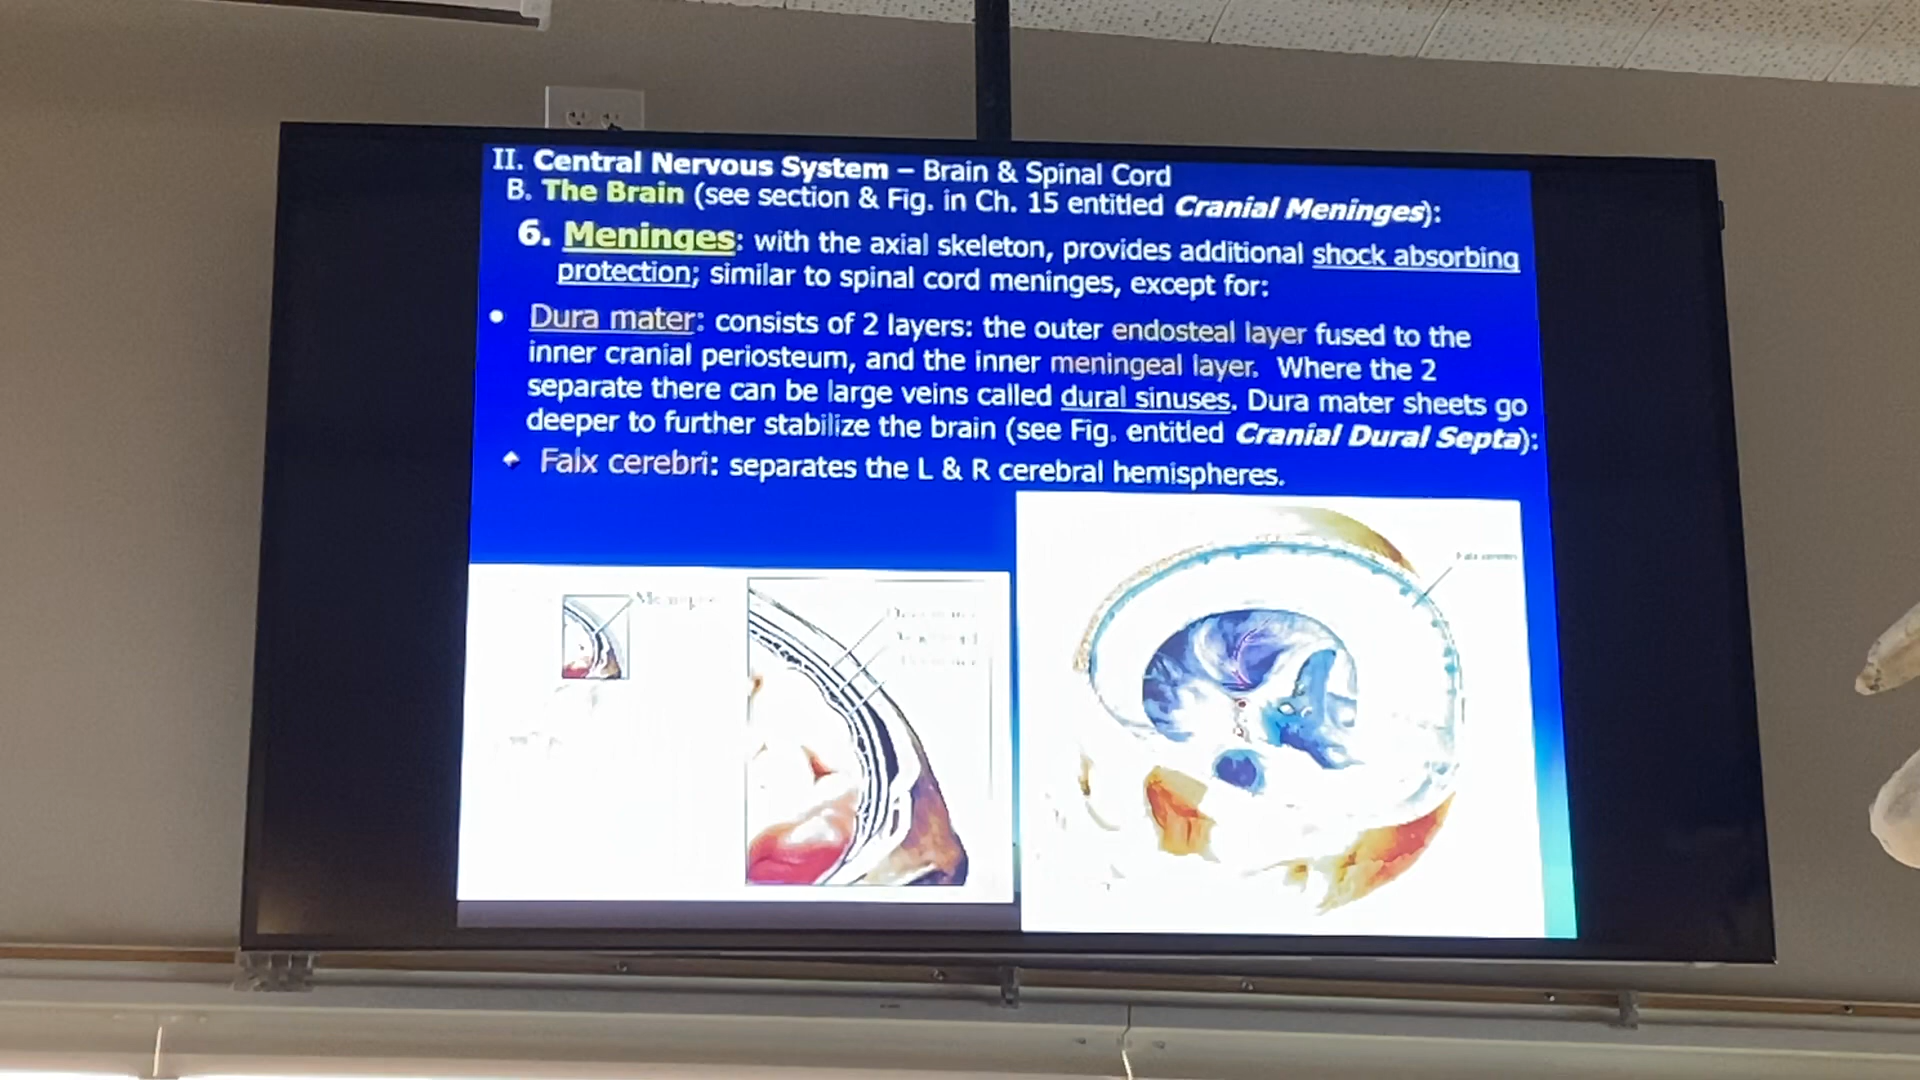 II. Central Nervous System – Brain & Spinal Cord
B. The Brain (see section & Fig. in Ch. 15 entitled Cranial Meninges):
6. Meninges: with the axial skeleton, provides additional shock absorbing
protection; similar to spinal cord meninges, except for:
• Dura mater: consists of 2 layers: the outer endosteal layer fused to the
inner cranial periosteum, and the inner meningeal layer. Where the 2
separate there can be large veins called dural sinuses. Dura mater sheets go
deeper to further stabilize the brain (see Fig. entitled Cranial Dural Septa):
Falx cerebri: separates the L & R cerebral hemispheres.